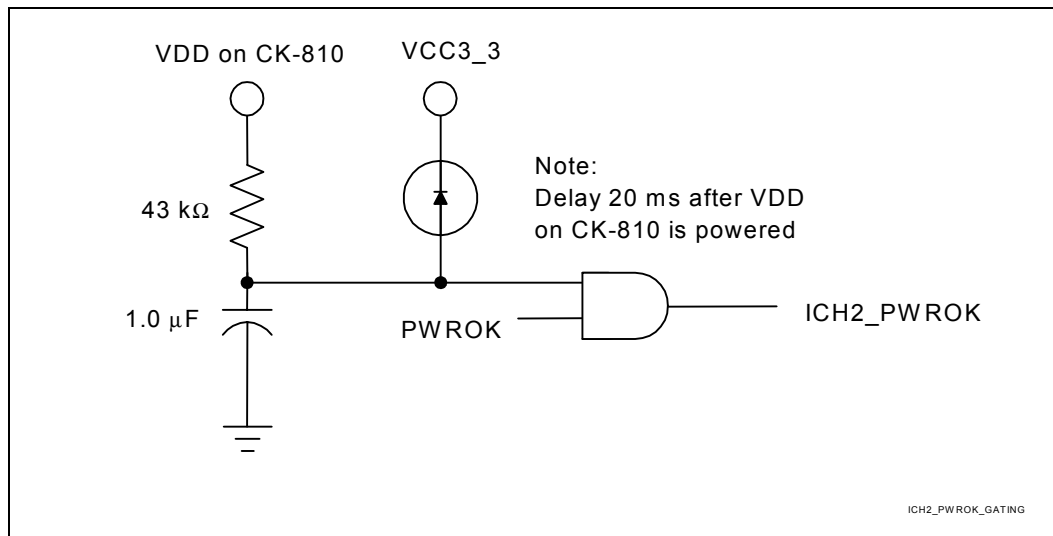 VDD on CK-810
VCC3_3
Note:
Delay 20 ms after VDD
on CK-810 is powered
43 kΩ
1.0 μF
PWROK
ICH2_PWROK
ICH2_PWROK_GATING